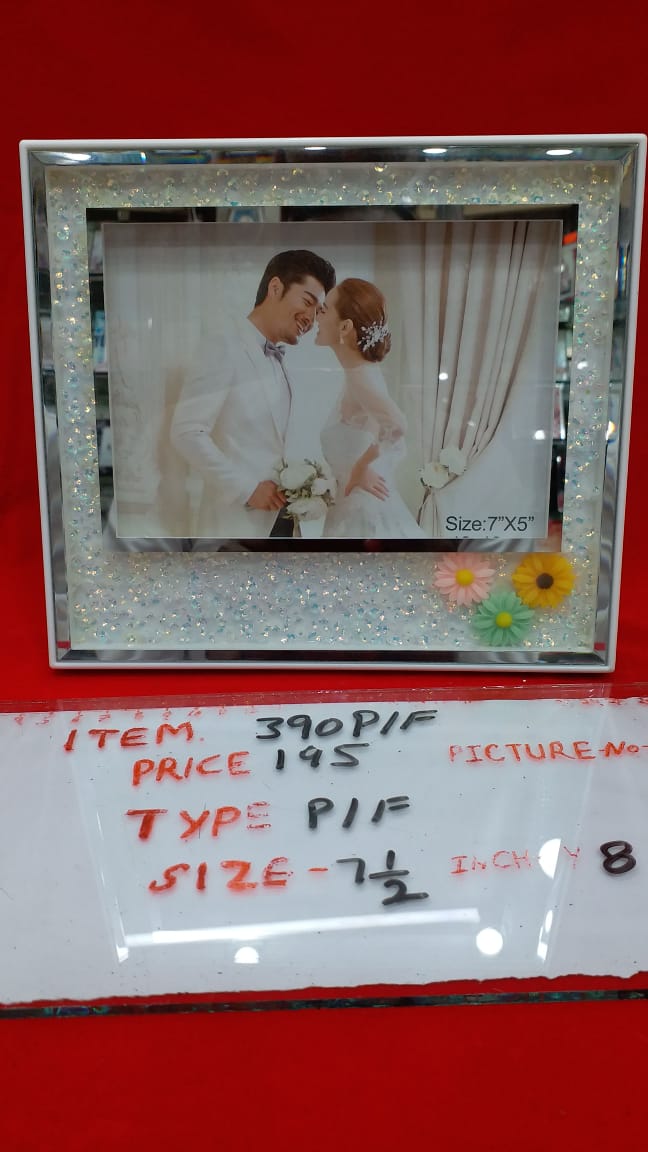 Size:7"X5"
ITEM. 390P/F
PRICE 195 PICTURE-No-
TYPE P/F
SIZE - 7 1/2 INCH X 8